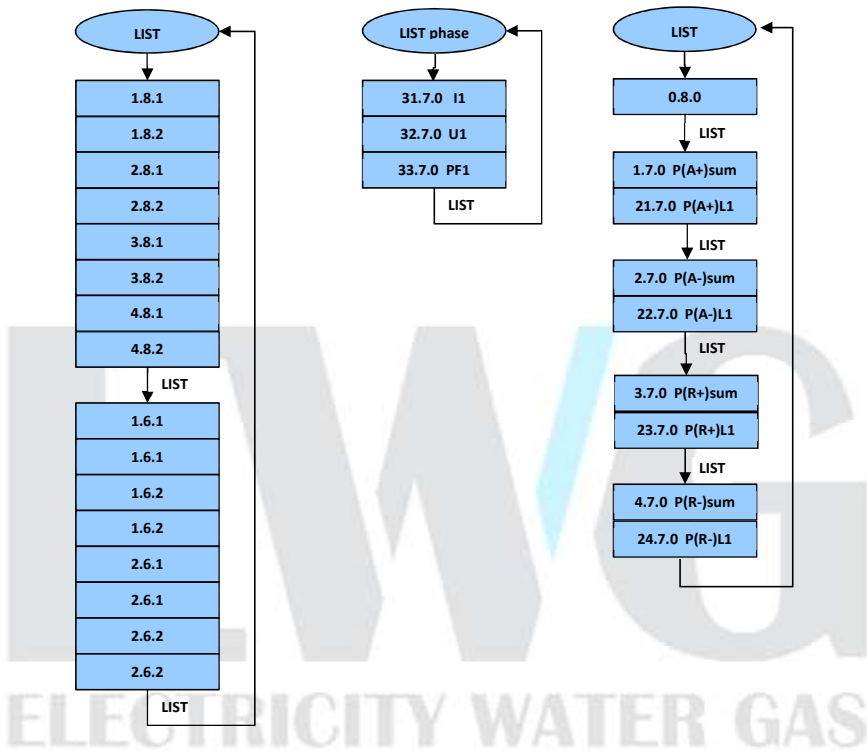 LIST
1.8.1
1.8.2
2.8.1
2.8.2
3.8.1
3.8.2
4.8.1
4.8.2
LIST
1.6.1
1.6.1
1.6.2
1.6.2
2.6.1
2.6.1
2.6.2
2.6.2
LIST
LIST phase
31.7.0 I1
32.7.0 U1
33.7.0 PF1
LIST
LIST
0.8.0
LIST
1.7.0 P(A+)sum
21.7.0 P(A+)L1
LIST
2.7.0 P(A-)sum
22.7.0 P(A-)L1
LIST
3.7.0 P(R+)sum
23.7.0 P(R+)L1
LIST
4.7.0 P(R-)sum
24.7.0 P(R-)L1
EWG
ELECTRICITY WATER GAS